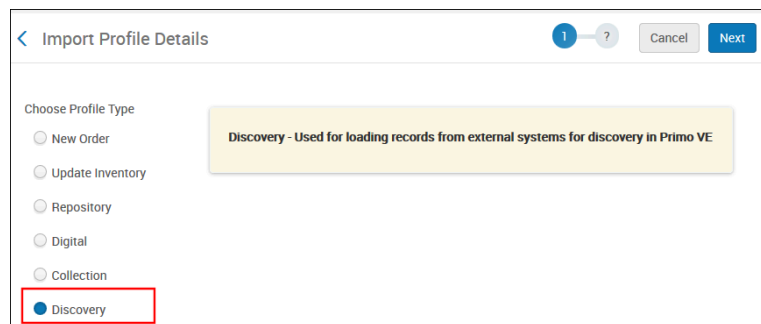 Import Profile Details
1
?
Cancel
Next
Choose Profile Type
New Order
Discovery - Used for loading records from external systems for discovery in Primo VE
Update Inventory
Repository
Digital
Collection
Discovery